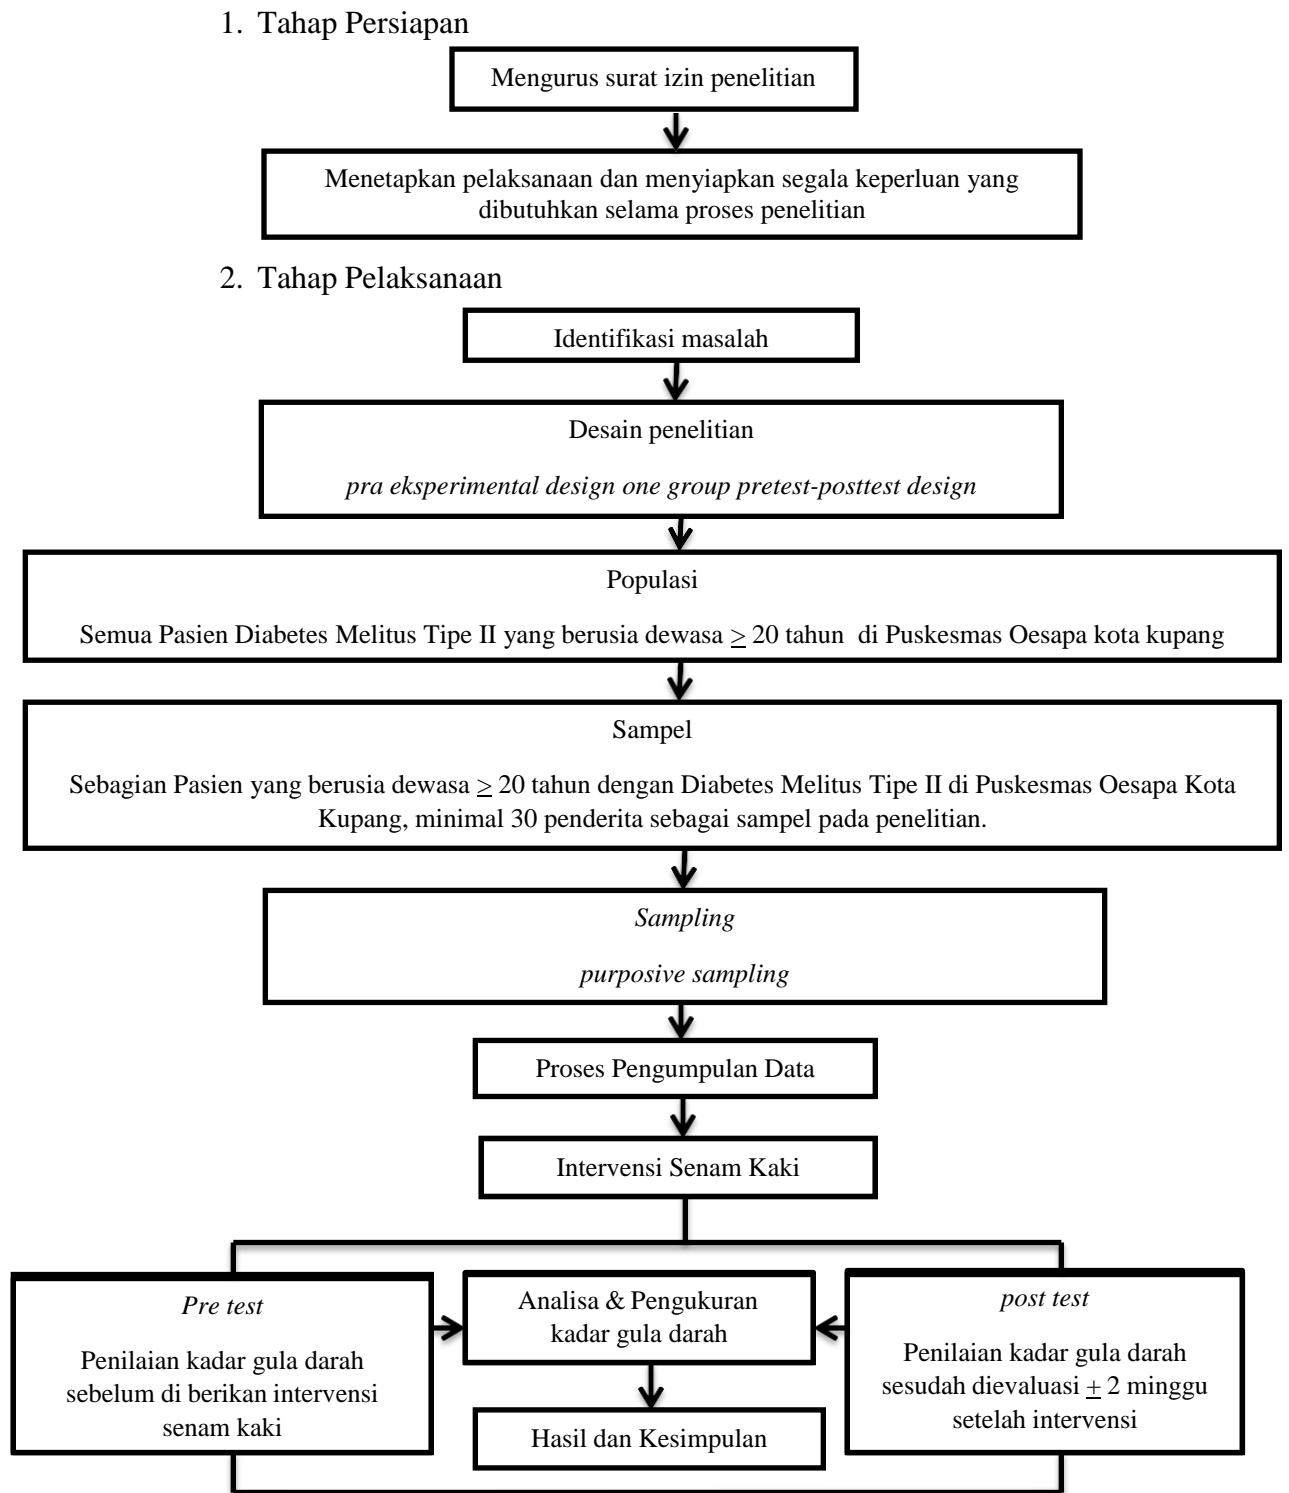 1. Tahap Persiapan
Mengurus surat izin penelitian
Menetapkan pelaksanaan dan menyiapkan segala keperluan yang
dibutuhkan selama proses penelitian
2. Tahap Pelaksanaan
Identifikasi masalah
Desain penelitian
pra eksperimental design one group pretest-posttest design
Populasi
Semua Pasien Diabetes Melitus Tipe II yang berusia dewasa ≥ 20 tahun di Puskesmas Oesapa kota kupang
Sampel
Sebagian Pasien yang berusia dewasa ≥ 20 tahun dengan Diabetes Melitus Tipe II di Puskesmas Oesapa Kota
Kupang, minimal 30 penderita sebagai sampel pada penelitian.
Sampling
purposive sampling
Proses Pengumpulan Data
Intervensi Senam Kaki
Pre test
Penilaian kadar gula darah
sebelum di berikan intervensi
senam kaki
Analisa & Pengukuran
kadar gula darah
Hasil dan Kesimpulan
post test
Penilaian kadar gula darah
sesudah dievaluasi ± 2 minggu
setelah intervensi